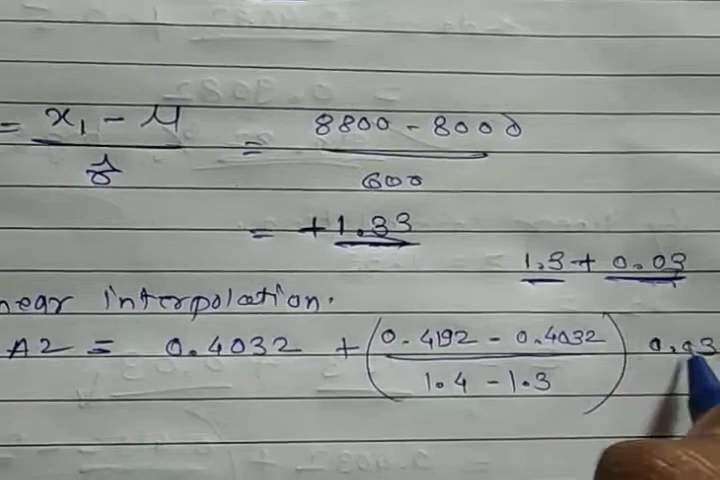 = x₁ - μ / σ = 8800 - 8000 / 600
= +1.33
1.3 + 0.03
near interpolation.
A2 = 0.4032 + (0.4192 - 0.4032 / 1.4 - 1.3) 0.03